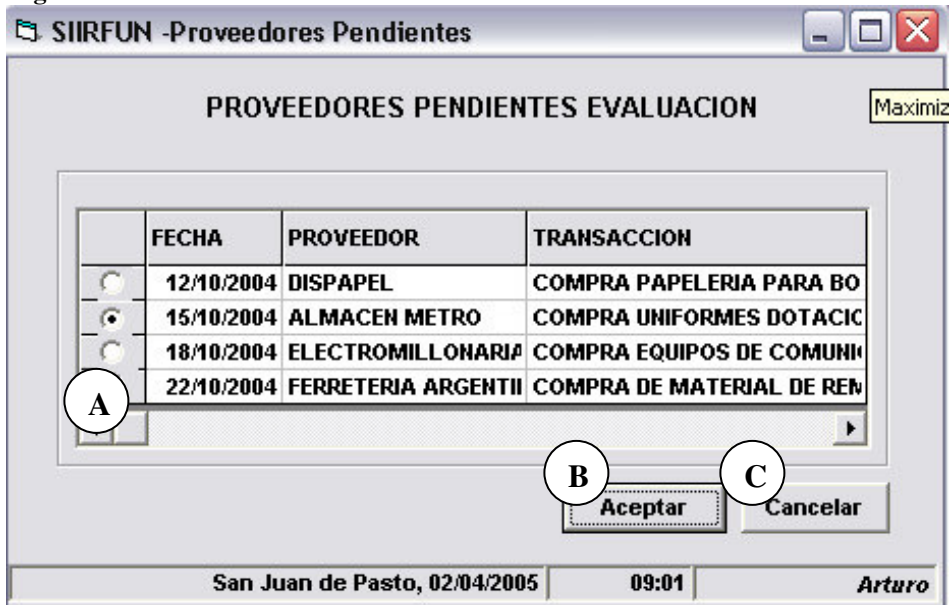 SIIRFUN -Proveedores Pendientes
PROVEEDORES PENDIENTES EVALUACION
Maximiz
FECHA PROVEEDOR TRANSACCION
12/10/2004 DISPAPEL COMPRA PAPELERIA PARA BO
15/10/2004 ALMACEN METRO COMPRA UNIFORMES DOTACIO
18/10/2004 ELECTROMILLONARIA COMPRA EQUIPOS DE COMUNI
22/10/2004 FERRETERIA ARGENTI COMPRA DE MATERIAL DE REM
A
B C
Aceptar Cancelar
San Juan de Pasto, 02/04/2005 09:01 Arturo